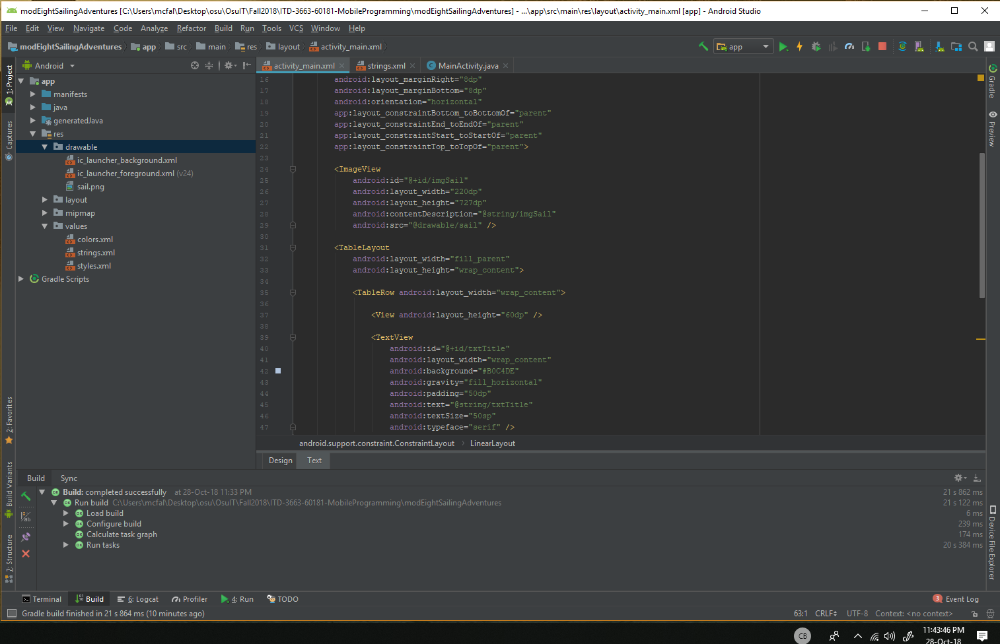 modEightSailingAdventures [C:\Users\mcfal\Desktop\osu\OsuIT\Fall2018\ITD-3663-60181-MobileProgramming\modEightSailingAdventures] - ...\app\src\main\res\layout\activity_main.xml [app] - Android Studio
File Edit View Navigate Code Analyze Refactor Build Run Tools VCS Window Help
modEightSailingAdventures app src main res layout activity_main.xml app
1: Project
Captures
2: Favorites
Build Variants
7: Structure
Android
app
manifests
java
generatedJava
res
drawable
ic_launcher_background.xml
ic_launcher_foreground.xml (v24)
sail.png
layout
mipmap
values
colors.xml
strings.xml
styles.xml
Gradle Scripts
activity_main.xml strings.xml MainActivity.java
16 android:layout_marginRight="8dp"
17 android:layout_marginBottom="8dp"
18 android:orientation="horizontal"
19 app:layout_constraintBottom_toBottomOf="parent"
20 app:layout_constraintEnd_toEndOf="parent"
21 app:layout_constraintStart_toStartOf="parent"
22 app:layout_constraintTop_toTopOf="parent">
23
24 <ImageView
25 android:id="@+id/imgSail"
26 android:layout_width="220dp"
27 android:layout_height="727dp"
28 android:contentDescription="@string/imgSail"
29 android:src="@drawable/sail" />
30
31 <TableLayout
32 android:layout_width="fill_parent"
33 android:layout_height="wrap_content">
34
35 <TableRow android:layout_width="wrap_content">
36
37 <View android:layout_height="60dp" />
38
39 <TextView
40 android:id="@+id/txtTitle"
41 android:layout_width="wrap_content"
42 android:background="#B0C4DE"
43 android:gravity="fill_horizontal"
44 android:padding="50dp"
45 android:text="@string/txtTitle"
46 android:textSize="50sp"
47 android:typeface="serif" />
android.support.constraint.ConstraintLayout LinearLayout
Design Text
Gradle
Preview
Device File Explorer
Build Sync
OK Build: completed successfully at 28-Oct-18 11:33 PM 21 s 862 ms
OK Run build C:\Users\mcfal\Desktop\osu\OsuIT\Fall2018\ITD-3663-60181-MobileProgramming\modEightSailingAdventures 21 s 122 ms
OK Load build 6 ms
OK Configure build 239 ms
OK Calculate task graph 174 ms
OK Run tasks 20 s 384 ms
Terminal Build 6: Logcat Profiler 4: Run TODO 3 Event Log
Gradle build finished in 21 s 864 ms (10 minutes ago) 63:1 CRLF UTF-8 Context: <no context>
CB 11:43:46 PM
28-Oct-18